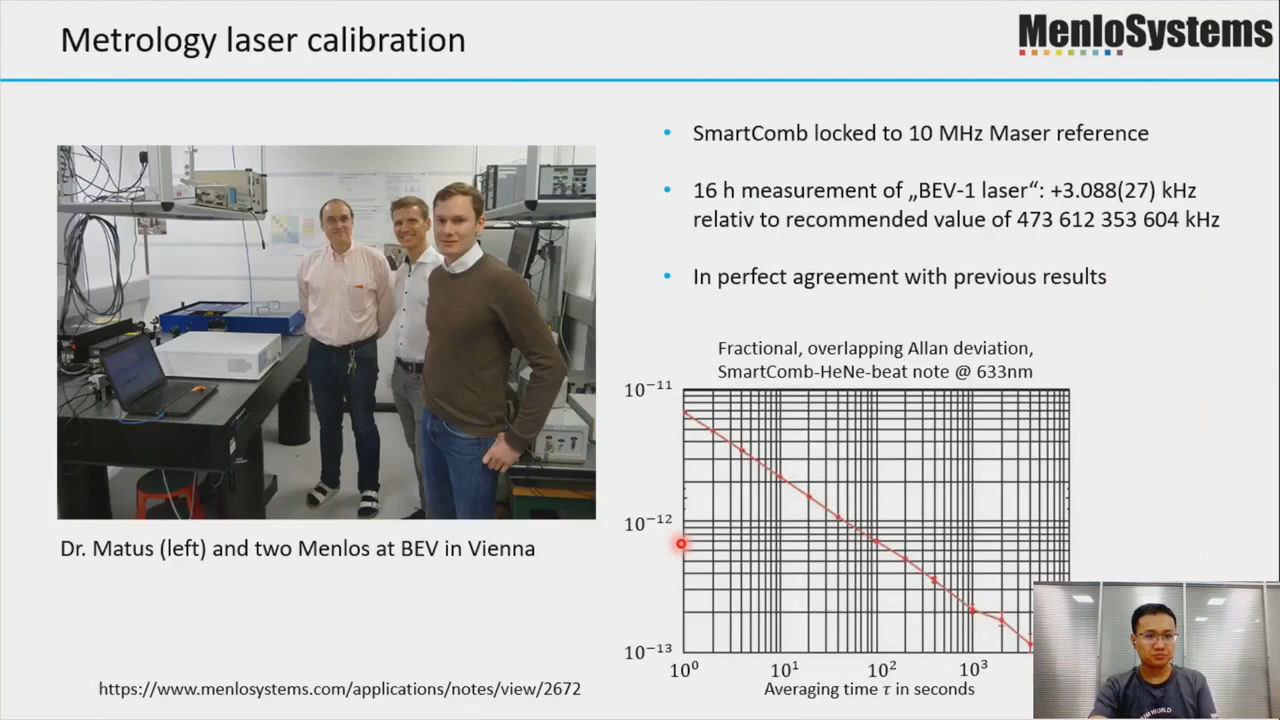 Metrology laser calibration
MenloSystems
SmartComb locked to 10 MHz Maser reference
16 h measurement of „BEV-1 laser“: +3.088(27) kHz
relativ to recommended value of 473 612 353 604 kHz
In perfect agreement with previous results
Dr. Matus (left) and two Menlos at BEV in Vienna
https://www.menlosystems.com/applications/notes/view/2672
Fractional, overlapping Allan deviation,
SmartComb-HeNe-beat note @ 633nm
10⁻¹¹
10⁻¹²
10⁻¹³
10⁰ 10¹ 10² 10³
Averaging time τ in seconds
WORLD